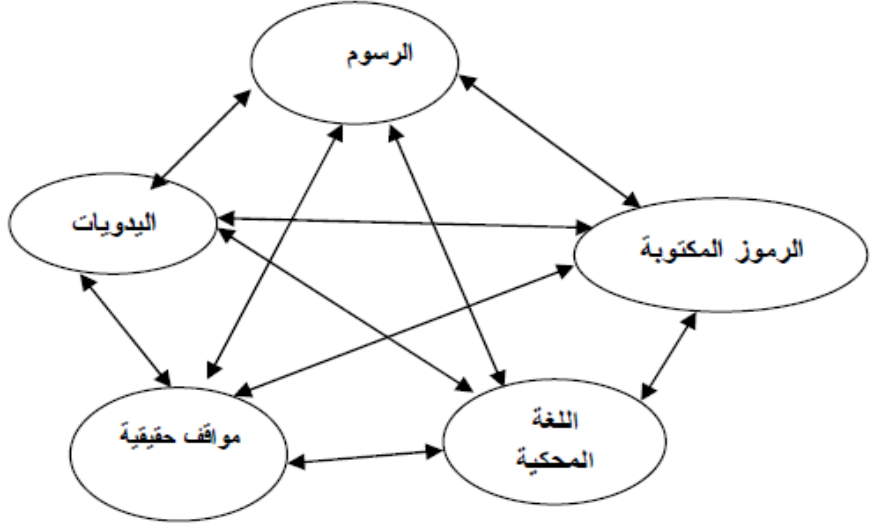 الرسوم
اليدويات
الرموز المكتوبة
مواقف حقيقية
اللغة
المحكية